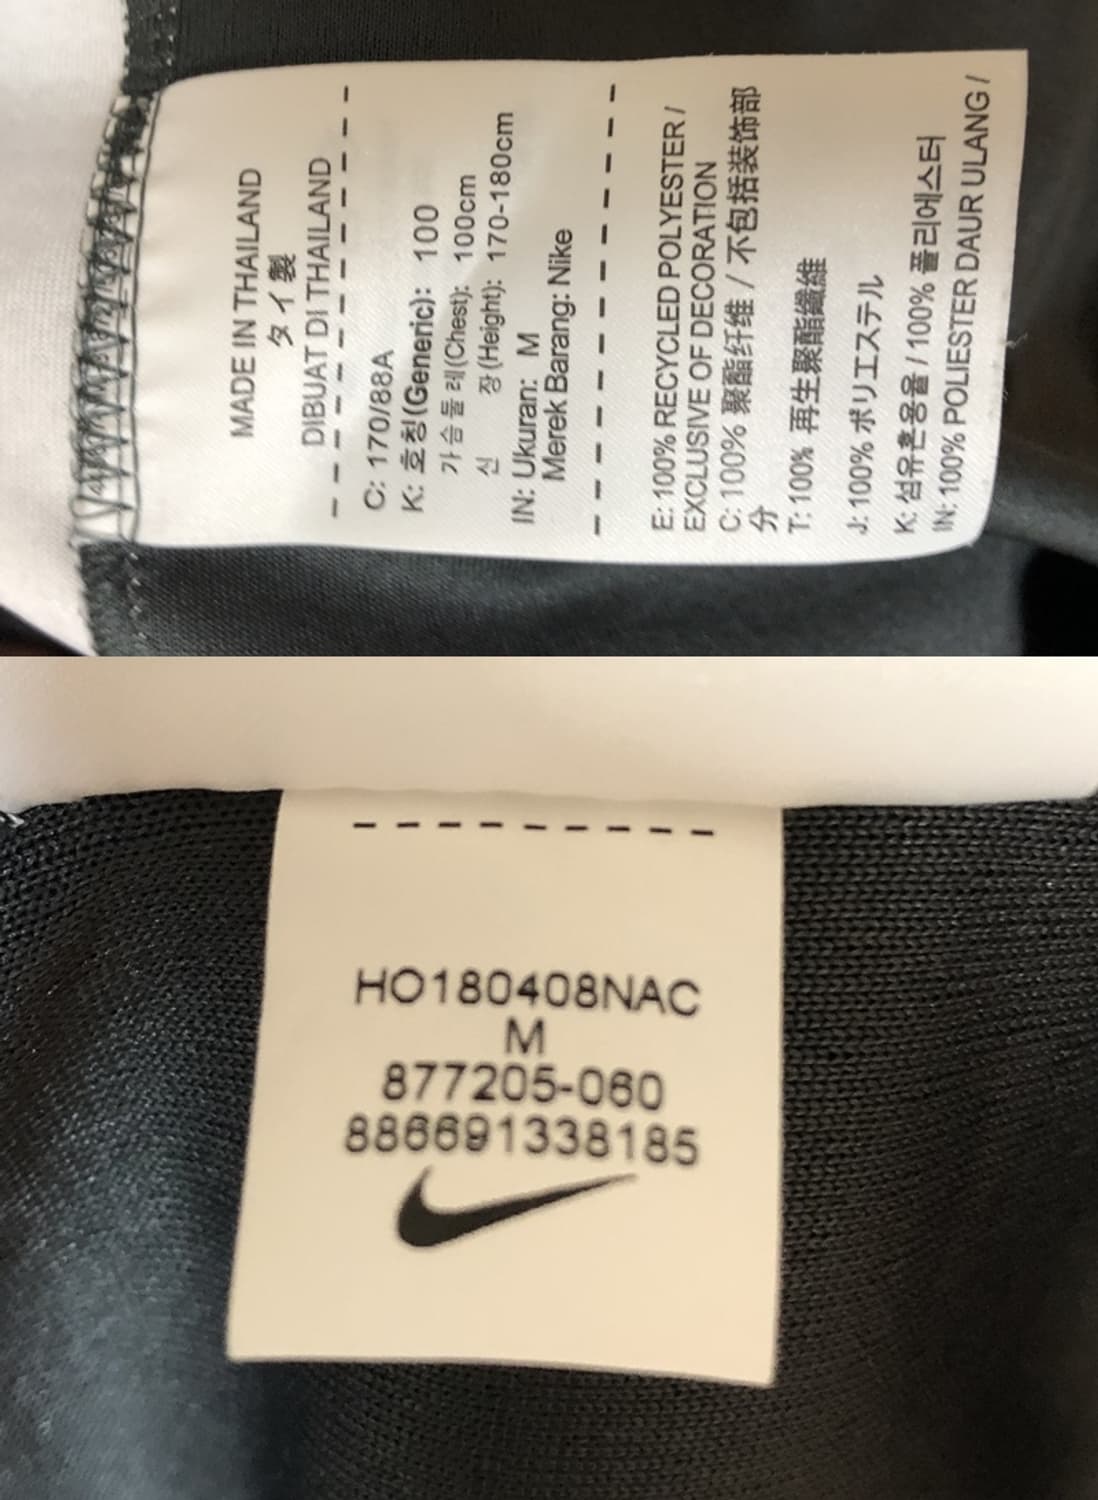 MADE IN THAILAND
タイ製
DIBUAT DI THAILAND
C: 170/88A
K: 호칭(Generic): 100
가슴둘레(Chest): 100cm
신 장(Height): 170-180cm
IN: Ukuran: M
Merek Barang: Nike
E: 100% RECYCLED POLYESTER /
EXCLUSIVE OF DECORATION
C: 100% 聚酯纤维 / 不包括装饰部
分
T: 100% 再生聚酯纖維
J: 100% ポリエステル
K: 섬유혼용율 / 100% 폴리에스터
IN: 100% POLIESTER DAUR ULANG /
HO180408NAC
M
877205-060
886691338185